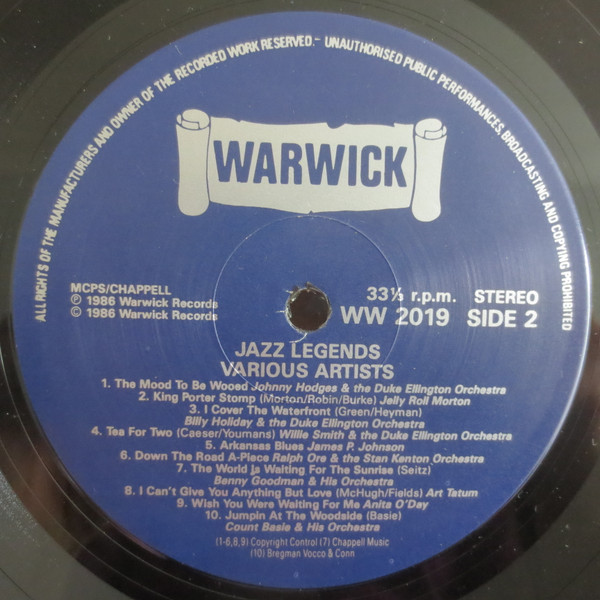 ALL RIGHTS OF THE MANUFACTURERS AND OWNER OF THE RECORDED WORK RESERVED.- UNAUTHORISED PUBLIC PERFORMANCES, BROADCASTING AND COPYING PROHIBITED
WARWICK
MCPS/CHAPPELL
℗ 1986 Warwick Records
© 1986 Warwick Records
33⅓ r.p.m. STEREO
WW 2019 SIDE 2
JAZZ LEGENDS
VARIOUS ARTISTS
1. The Mood To Be Wooed Johnny Hodges & the Duke Ellington Orchestra
2. King Porter Stomp (Morton/Robin/Burke) Jelly Roll Morton
3. I Cover The Waterfront (Green/Heyman)
Billy Holiday & the Duke Ellington Orchestra
4. Tea For Two (Caeser/Youmans) Willie Smith & the Duke Ellington Orchestra
5. Arkansas Blues James P. Johnson
6. Down The Road A-Piece Ralph Ore & the Stan Kenton Orchestra
7. The World Is Waiting For The Sunrise (Seitz)
Benny Goodman & His Orchestra
8. I Can't Give You Anything But Love (McHugh/Fields) Art Tatum
9. Wish You Were Waiting For Me Anita O'Day
10. Jumpin At The Woodside (Basie)
Count Basie & His Orchestra
(1-6,8,9) Copyright Control (7) Chappell Music
(10) Bregman Vocco & Conn